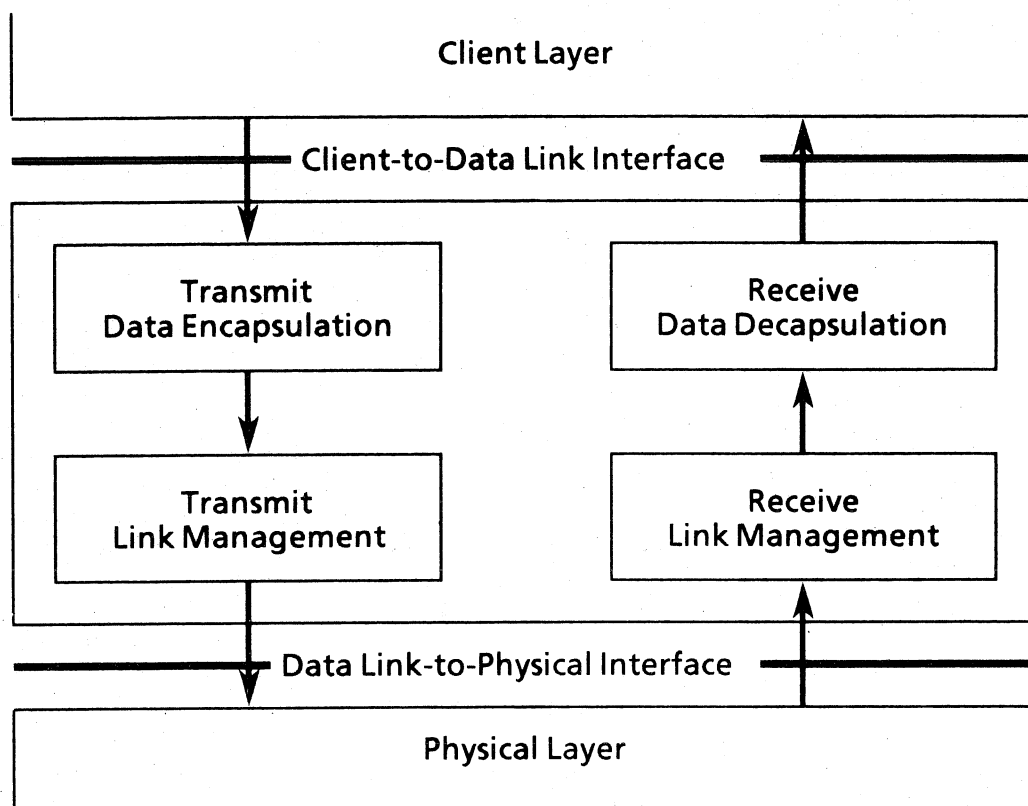 Client Layer
Client-to-Data Link Interface
Transmit
Data Encapsulation
Receive
Data Decapsulation
Transmit
Link Management
Receive
Link Management
Data Link-to-Physical Interface
Physical Layer